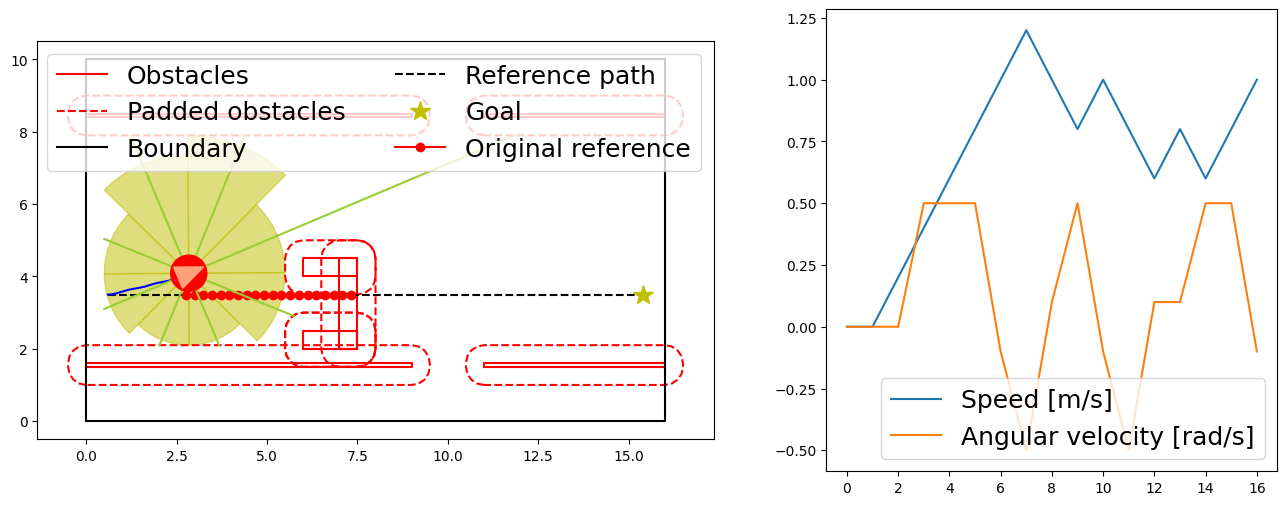 10
8
6
4
2
0
0.0 2.5 5.0 7.5 10.0 12.5 15.0
Obstacles
Padded obstacles
Boundary
Reference path
Goal
Original reference
1.25
1.00
0.75
0.50
0.25
0.00
−0.25
−0.50
0 2 4 6 8 10 12 14 16
Speed [m/s]
Angular velocity [rad/s]